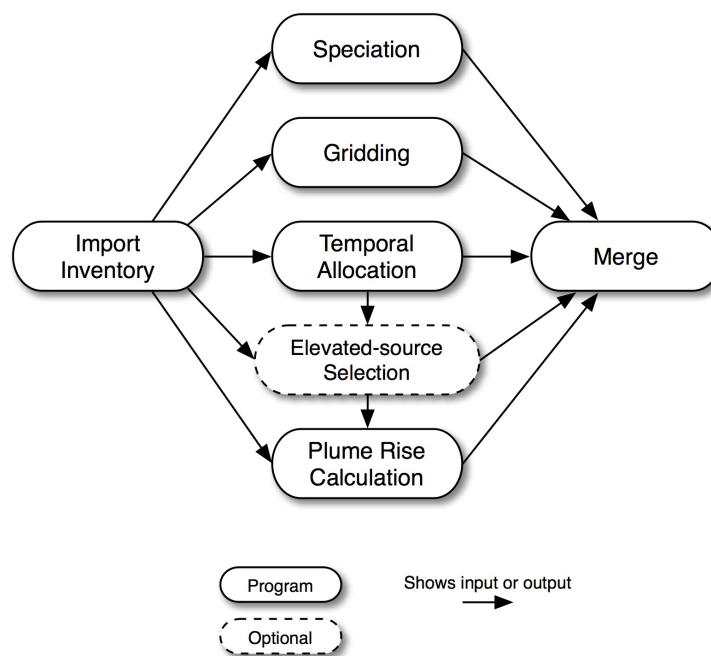 Speciation
Gridding
Import
Inventory
Temporal
Allocation
Merge
Elevated-source
Selection
Plume Rise
Calculation
Program
Shows input or output
Optional